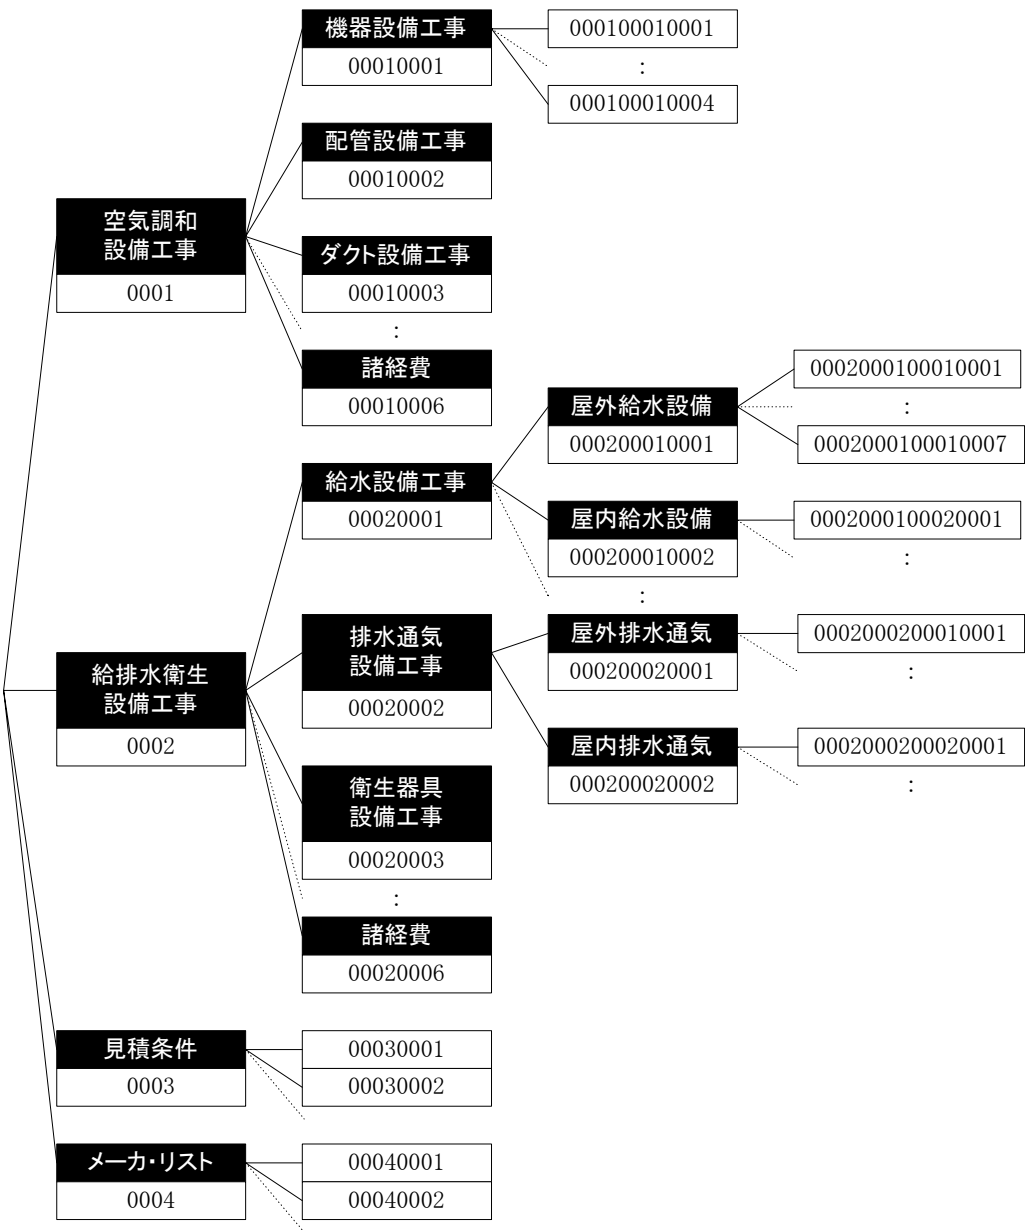 機器設備工事
00010001
000100010001
:
000100010004
配管設備工事
00010002
空気調和
設備工事
0001
ダクト設備工事
00010003
:
諸経費
00010006
給水設備工事
00020001
屋外給水設備
000200010001
0002000100010001
:
0002000100010007
屋内給水設備
000200010002
:
0002000100020001
:
給排水衛生
設備工事
0002
排水通気
設備工事
00020002
屋外排水通気
000200020001
0002000200010001
:
屋内排水通気
000200020002
0002000200020001
:
衛生器具
設備工事
00020003
:
諸経費
00020006
見積条件
0003
00030001
00030002
メーカ・リスト
0004
00040001
00040002